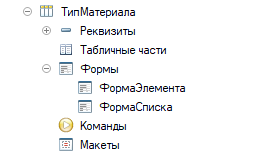 ТипМатериала
Реквизиты
Табличные части
Формы
ФормаЭлемента
ФормаСписка
Команды
Макеты